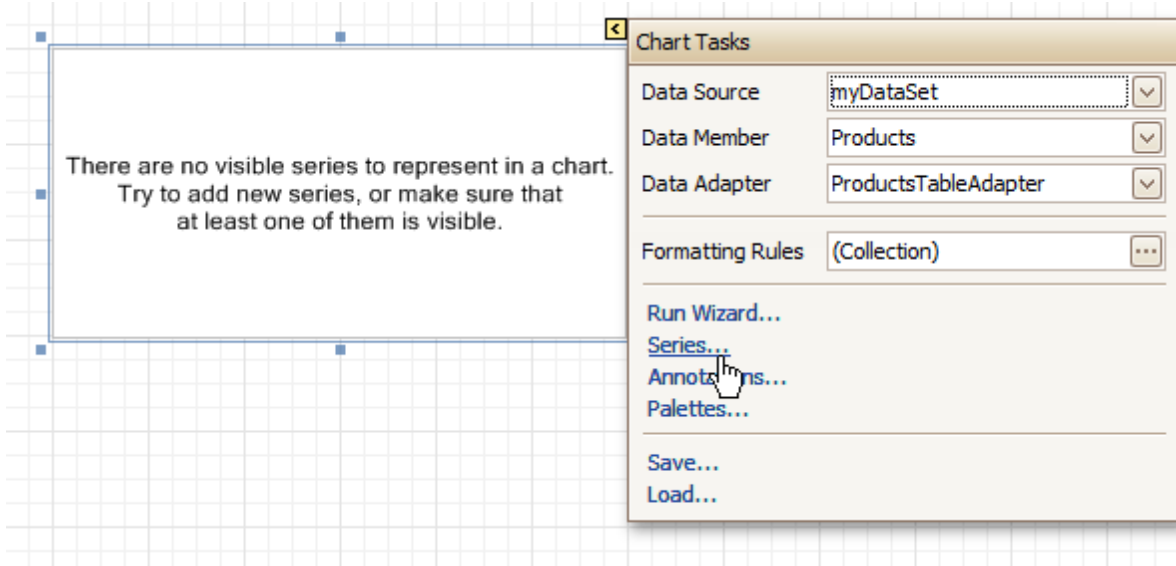 There are no visible series to represent in a chart.
Try to add new series, or make sure that
at least one of them is visible.
Chart Tasks
Data Source myDataSet
Data Member Products
Data Adapter ProductsTableAdapter
Formatting Rules (Collection)
Run Wizard...
Series...
Palettes...
Save...
Load...